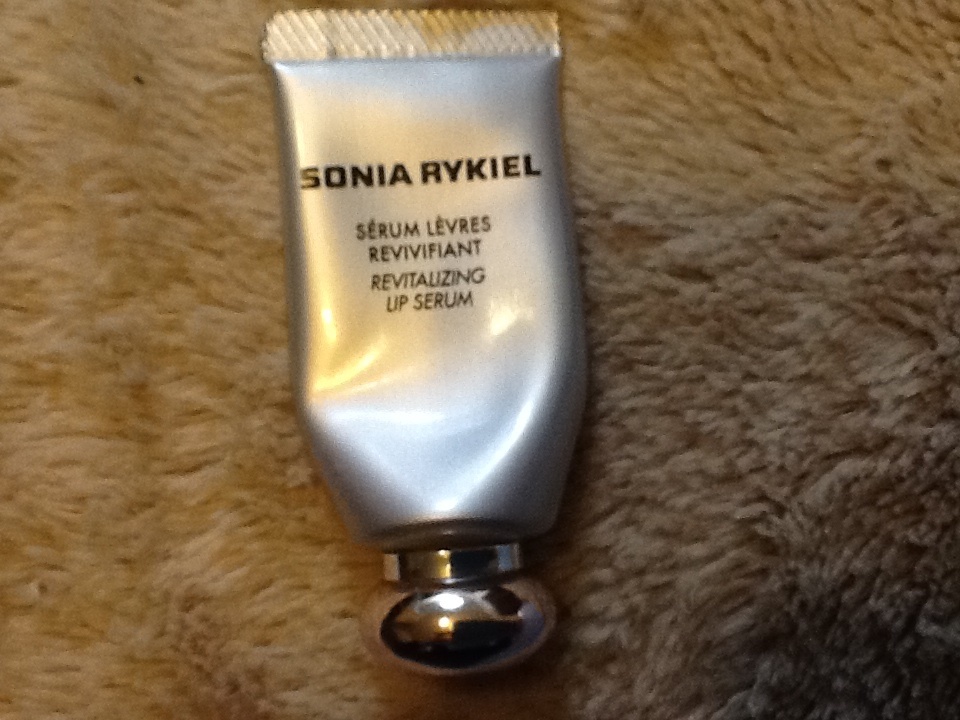 SONIA RYKIEL
SÉRUM LÈVRES
REVIVIFIANT
REVITALIZING
LIP SERUM